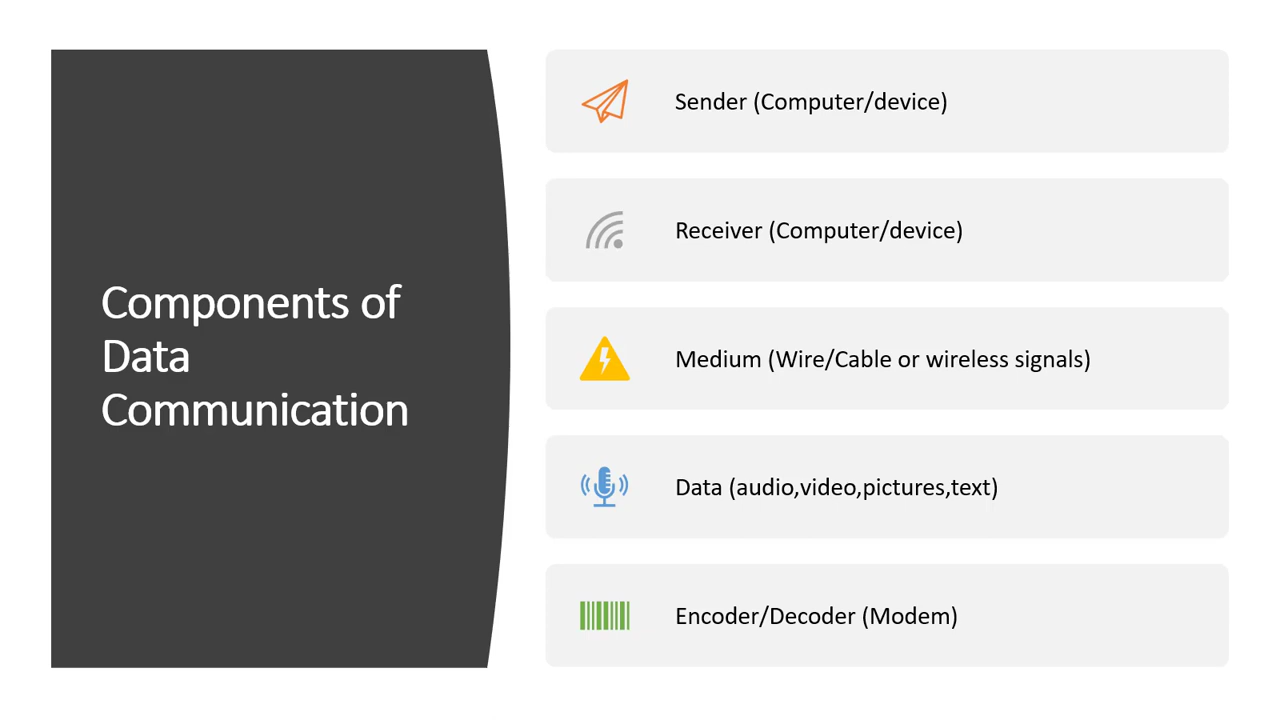 Components of
Data
Communication
Sender (Computer/device)
Receiver (Computer/device)
Medium (Wire/Cable or wireless signals)
Data (audio,video,pictures,text)
Encoder/Decoder (Modem)